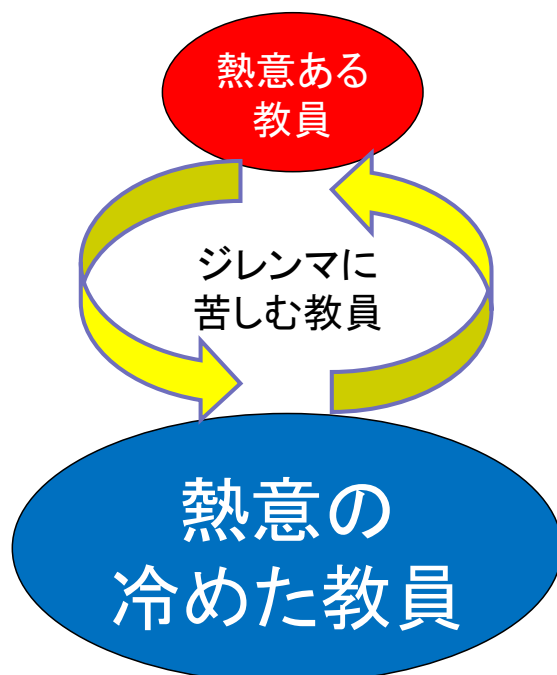 熱意ある
教員
ジレンマに
苦しむ教員
熱意の
冷めた教員